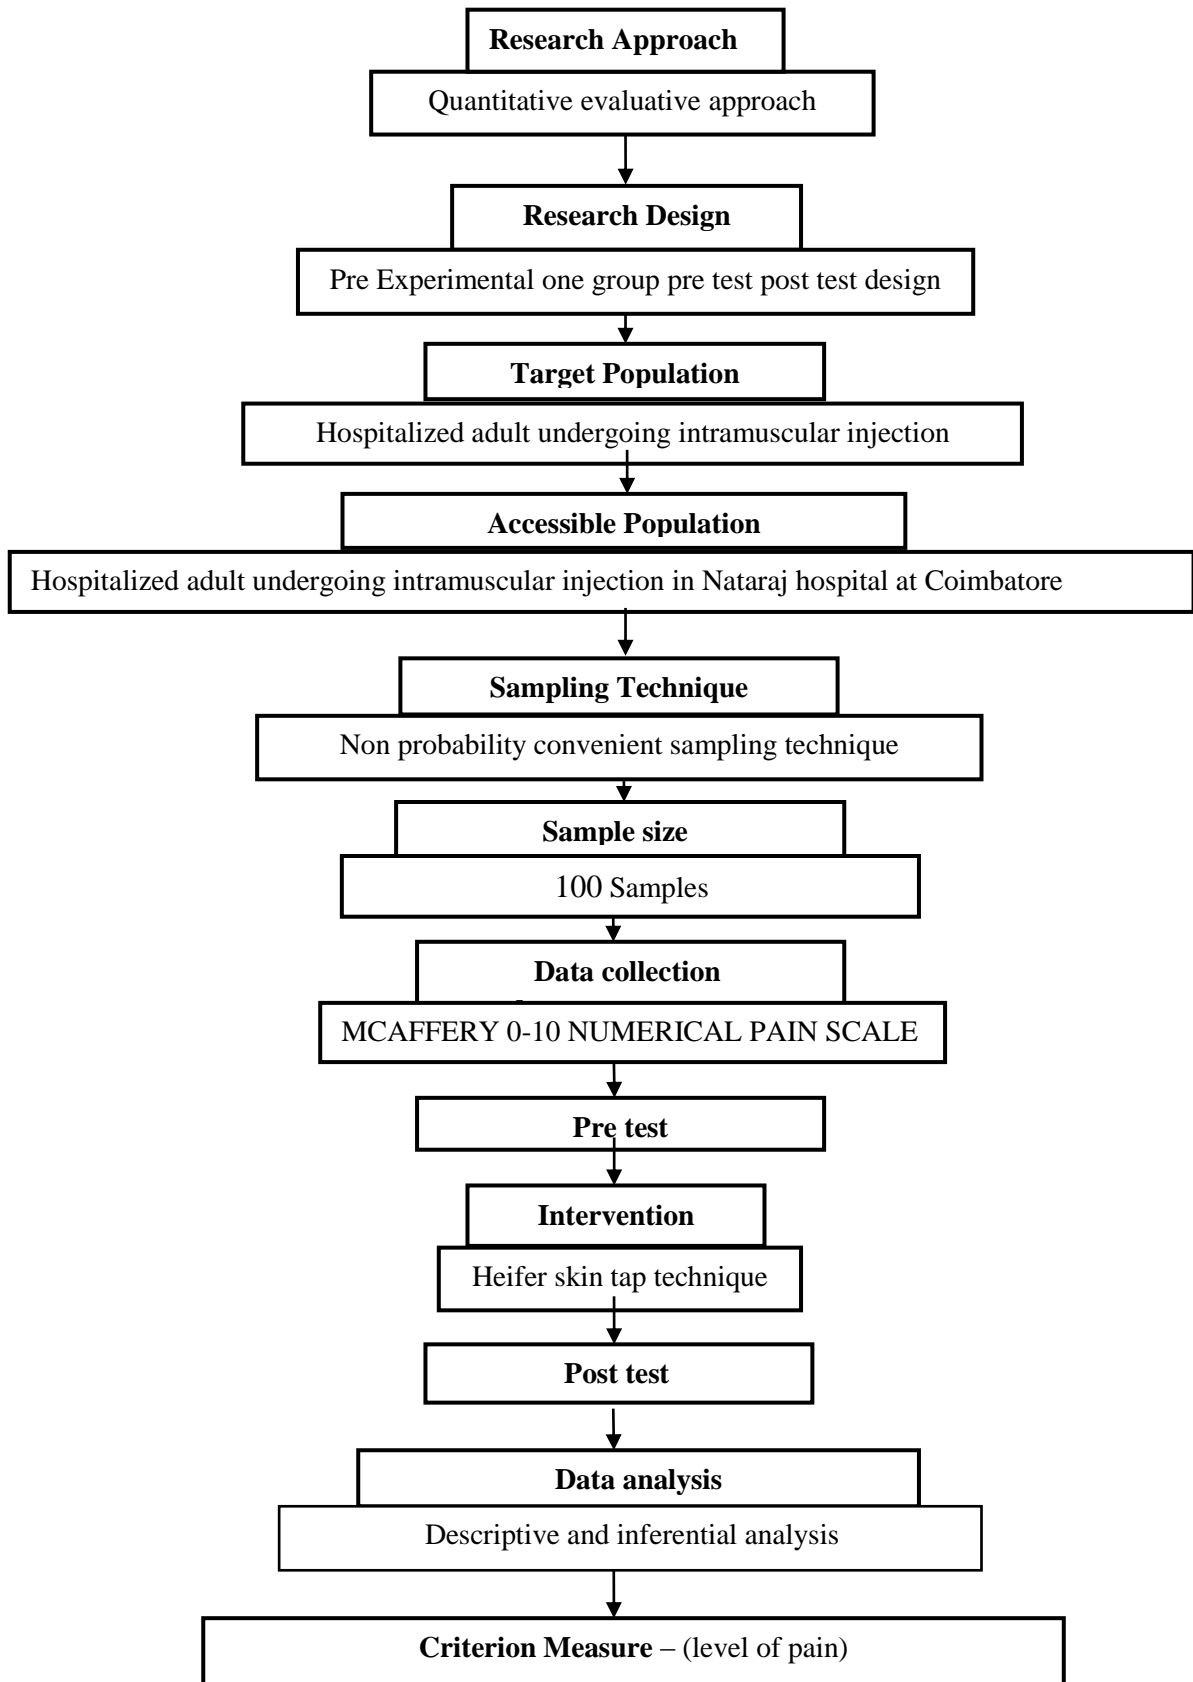 Research Approach
Quantitative evaluative approach
Research Design
Pre Experimental one group pre test post test design
Target Population
Hospitalized adult undergoing intramuscular injection
Accessible Population
Hospitalized adult undergoing intramuscular injection in Nataraj hospital at Coimbatore
Sampling Technique
Non probability convenient sampling technique
Sample size
100 Samples
Data collection
MCAFFERY 0-10 NUMERICAL PAIN SCALE
Pre test
Intervention
Heifer skin tap technique
Post test
Data analysis
Descriptive and inferential analysis
Criterion Measure – (level of pain)